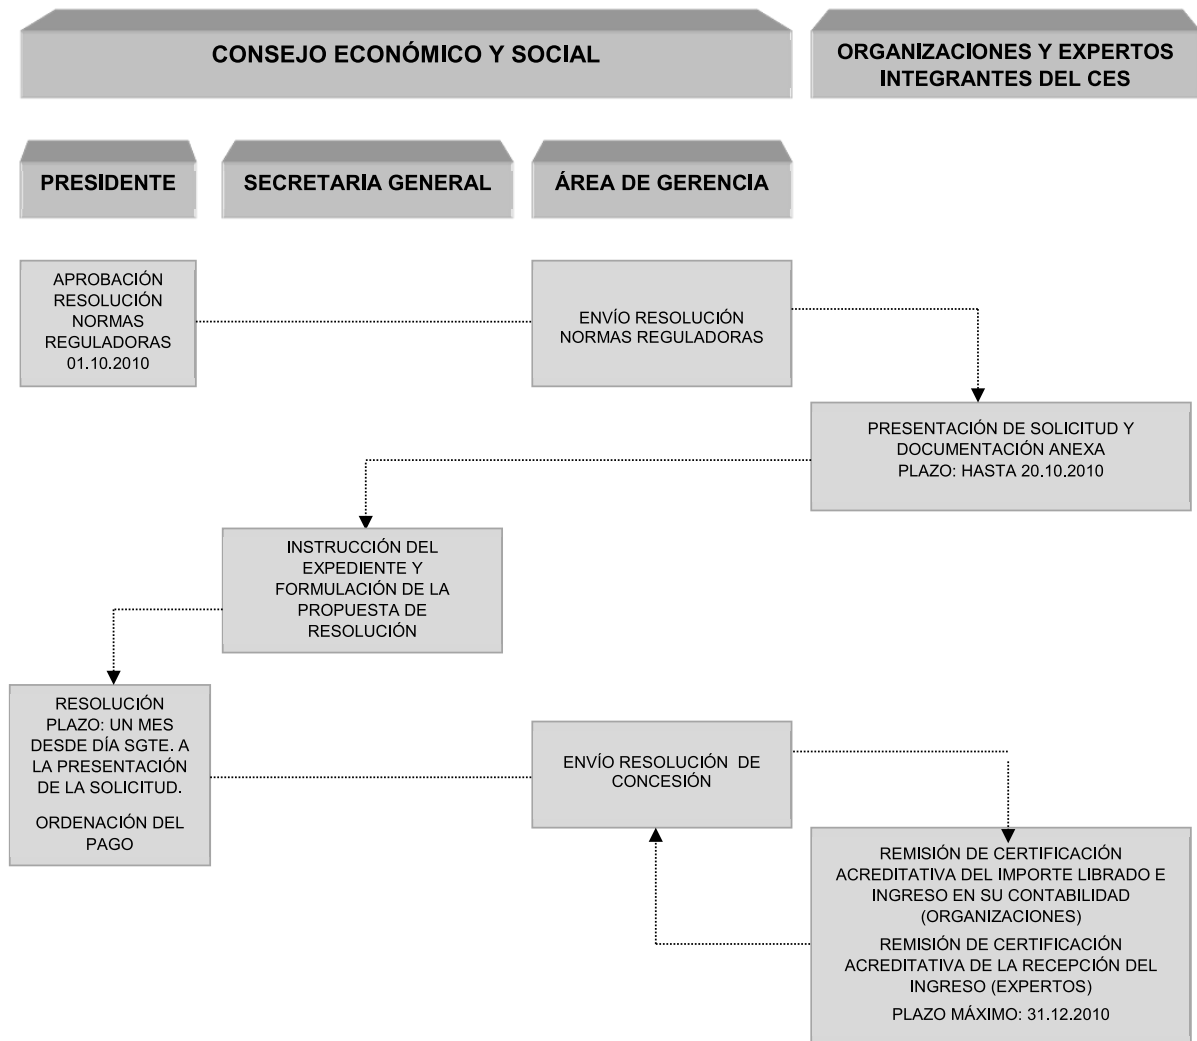 CONSEJO ECONÓMICO Y SOCIAL
ORGANIZACIONES Y EXPERTOS
INTEGRANTES DEL CES
PRESIDENTE
SECRETARIA GENERAL
ÁREA DE GERENCIA
APROBACIÓN
RESOLUCIÓN
NORMAS
REGULADORAS
01.10.2010
ENVÍO RESOLUCIÓN
NORMAS REGULADORAS
PRESENTACIÓN DE SOLICITUD Y
DOCUMENTACIÓN ANEXA
PLAZO: HASTA 20.10.2010
INSTRUCCIÓN DEL
EXPEDIENTE Y
FORMULACIÓN DE LA
PROPUESTA DE
RESOLUCIÓN
RESOLUCIÓN
PLAZO: UN MES
DESDE DÍA SGTE. A
LA PRESENTACIÓN
DE LA SOLICITUD.
ORDENACIÓN DEL
PAGO
ENVÍO RESOLUCIÓN DE
CONCESIÓN
REMISIÓN DE CERTIFICACIÓN
ACREDITATIVA DEL IMPORTE LIBRADO E
INGRESO EN SU CONTABILIDAD
(ORGANIZACIONES)
REMISIÓN DE CERTIFICACIÓN
ACREDITATIVA DE LA RECEPCIÓN DEL
INGRESO (EXPERTOS)
PLAZO MÁXIMO: 31.12.2010